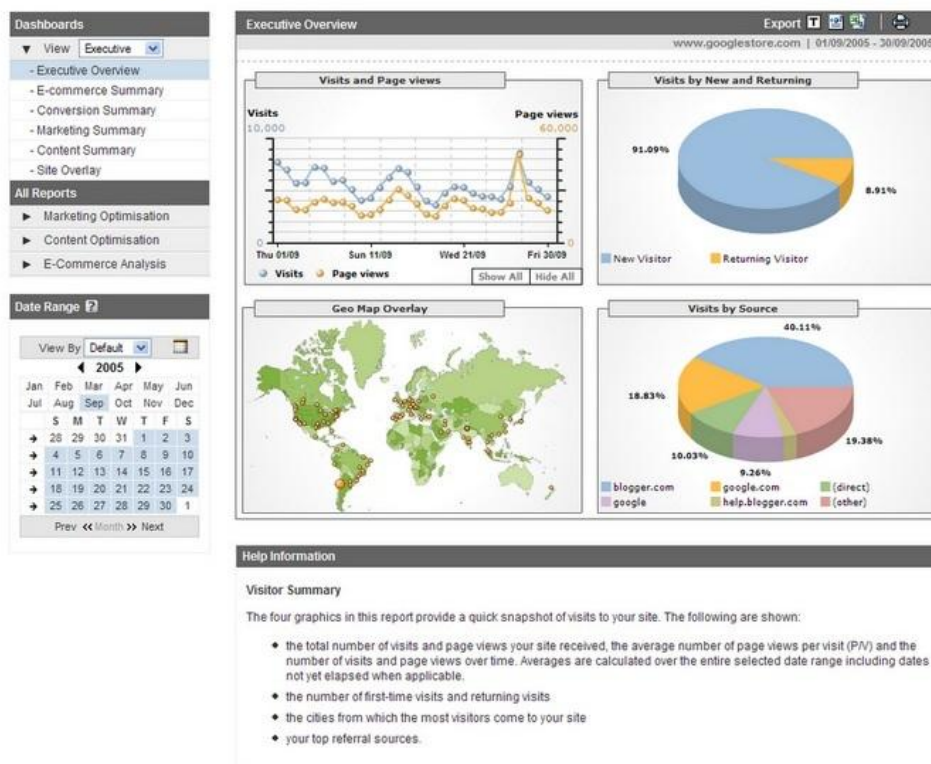 Dashboards
View Executive
- Executive Overview
- E-commerce Summary
- Conversion Summary
- Marketing Summary
- Content Summary
- Site Overlay
All Reports
Marketing Optimisation
Content Optimisation
E-Commerce Analysis
Date Range ?
View By Default
2005
Jan Feb Mar Apr May Jun
Jul Aug Sep Oct Nov Dec
S M T W T F S
28 29 30 31 1 2 3
4 5 6 7 8 9 10
11 12 13 14 15 16 17
18 19 20 21 22 23 24
25 26 27 28 29 30 1
Prev << Month >> Next
Executive Overview
Export T
www.googlestore.com | 01/09/2005 - 30/09/2005
Visits and Page views
Visits
Page views
10,000
60,000
0
0
Thu 01/09 Sun 11/09 Wed 21/09 Fri 30/09
Visits Page views
Show All Hide All
Visits by New and Returning
91.09%
8.91%
New Visitor Returning Visitor
Geo Map Overlay
Visits by Source
40.11%
18.83%
19.38%
10.03%
9.26%
blogger.com google.com (direct)
google help.blogger.com (other)
Help Information
Visitor Summary
The four graphics in this report provide a quick snapshot of visits to your site. The following are shown:
the total number of visits and page views your site received, the average number of page views per visit (P/V) and the
number of visits and page views over time. Averages are calculated over the entire selected date range including dates
not yet elapsed when applicable.
the number of first-time visits and returning visits
the cities from which the most visitors come to your site
your top referral sources.